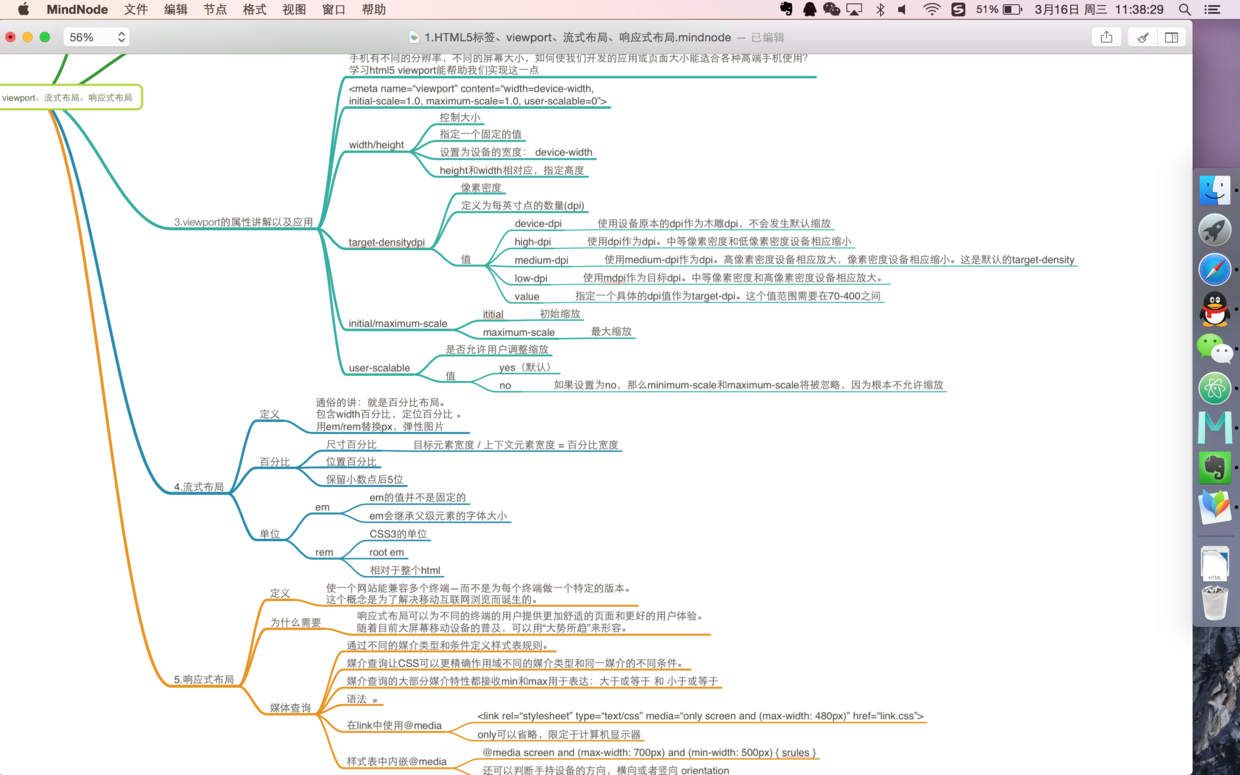 MindNode 文件 编辑 节点 格式 视图 窗口 帮助
51% 3月16日 周三 11:38:29
56%
1.HTML5标签、viewport、流式布局、响应式布局.mindnode — 已编辑
viewport、流式布局、响应式布局
手机有不同的分辨率，不同的屏幕大小，如何使我们开发的应用或页面大小能适合各种高端手机使用?
学习html5 viewport能帮助我们实现这一点
<meta name=“viewport” content=“width=device-width,
initial-scale=1.0, maximum-scale=1.0, user-scalable=0”>
控制大小
指定一个固定的值
width/height
设置为设备的宽度： device-width
height和width相对应，指定高度
像素密度
定义为每英寸点的数量(dpi)
3.viewport的属性讲解以及应用
device-dpi 使用设备原本的dpi作为木雕dpi，不会发生默认缩放
target-densitydpi
high-dpi 使用dpi作为dpi。中等像素密度和低像素密度设备相应缩小
值
medium-dpi 使用medium-dpi作为dpi。高像素密度设备相应放大，像素密度设备相应缩小。这是默认的target-density
low-dpi 使用mdpi作为目标dpi。中等像素密度和高像素密度设备相应放大。
value 指定一个具体的dpi值作为target-dpi。这个值范围需要在70-400之间
ititial 初始缩放
initial/maximum-scale
maximum-scale 最大缩放
是否允许用户调整缩放
user-scalable
yes（默认）
值
no 如果设置为no，那么minimum-scale和maximum-scale将被忽略，因为根本不允许缩放
通俗的讲：就是百分比布局。
定义
包含width百分比，定位百分比 。
用em/rem替换px，弹性图片
尺寸百分比 目标元素宽度 / 上下文元素宽度 = 百分比宽度
百分比
位置百分比
保留小数点后5位
4.流式布局
em的值并不是固定的
em
em会继承父级元素的字体大小
单位
CSS3的单位
rem
root em
相对于整个html
使一个网站能兼容多个终端—而不是为每个终端做一个特定的版本。
定义
这个概念是为了解决移动互联网浏览而诞生的。
响应式布局可以为不同的终端的用户提供更加舒适的页面和更好的用户体验。
为什么需要
随着目前大屏幕移动设备的普及，可以用“大势所趋”来形容。
通过不同的媒介类型和条件定义样式表规则。
媒介查询让CSS可以更精确作用域不同的媒介类型和同一媒介的不同条件。
5.响应式布局
媒介查询的大部分媒介特性都接收min和max用于表达：大于或等于 和 小于或等于
语法
媒体查询
<link rel=“stylesheet” type=“text/css” media=“only screen and (max-width: 480px)” href=“link.css”>
在link中使用@media
only可以省略，限定于计算机显示器
@media screen and (max-width: 700px) and (min-width: 500px) { srules }
样式表中内嵌@media
还可以判断手持设备的方向，横向或者竖向 orientation
HTML